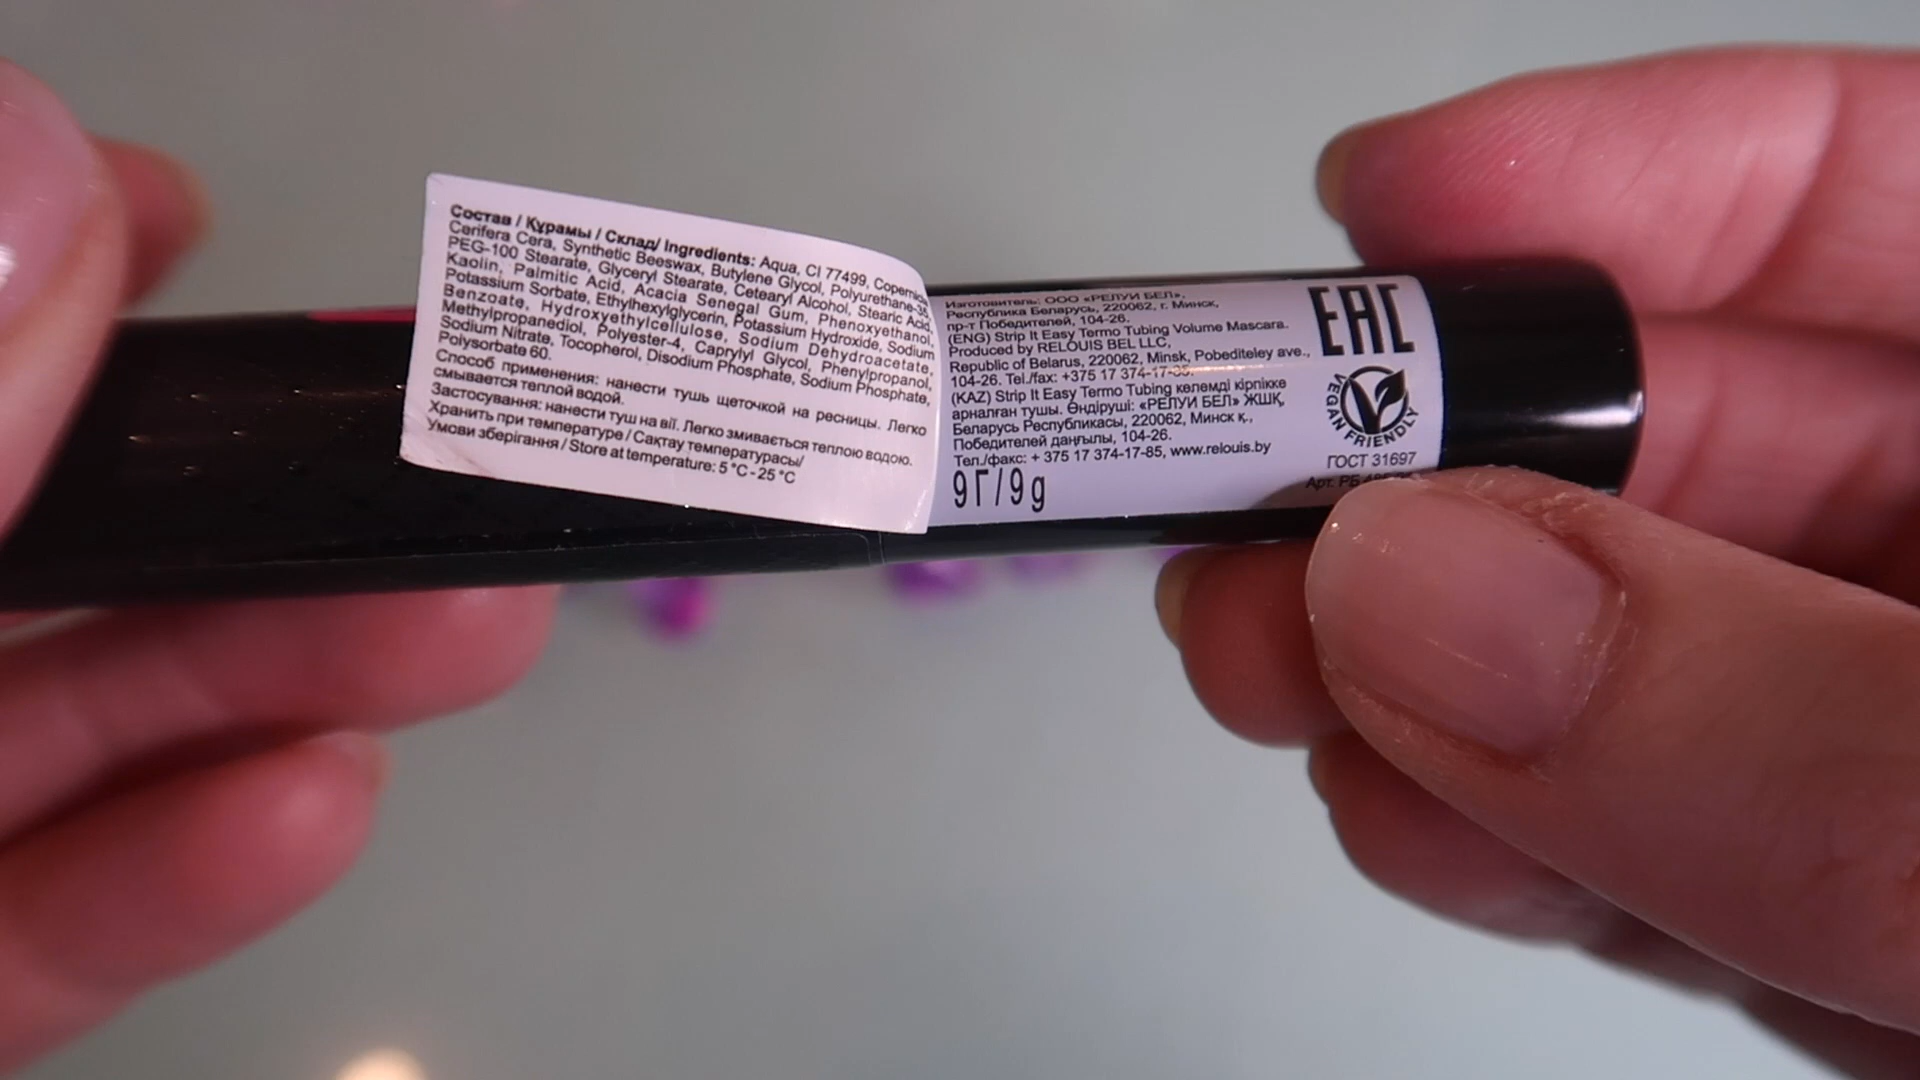 Состав / Құрамы / Склад/ Ingredients: Aqua, CI 77499, Copernicia
Cerifera Cera, Synthetic Beeswax, Butylene Glycol, Polyurethane-35,
PEG-100 Stearate, Glyceryl Stearate, Cetearyl Alcohol, Stearic Acid,
Kaolin, Palmitic Acid, Acacia Senegal Gum, Phenoxyethanol,
Potassium Sorbate, Ethylhexylglycerin, Potassium Hydroxide, Sodium
Benzoate, Hydroxyethylcellulose, Sodium Dehydroacetate,
Methylpropanediol, Polyester-4, Caprylyl Glycol, Phenylpropanol,
Sodium Nitrate, Tocopherol, Disodium Phosphate, Sodium Phosphate,
Polysorbate 60.
Способ применения: нанести тушь щеточкой на ресницы. Легко
смывается теплой водой.
Застосування: нанести туш на вії. Легко змивається теплою водою.
Хранить при температуре / Сақтау температурасы/
Умови зберігання / Store at temperature: 5 °C - 25 °C
Изготовитель: ООО «РЕЛУИ БЕЛ»,
Республика Беларусь, 220062, г. Минск,
пр-т Победителей, 104-26.
(ENG) Strip It Easy Termo Tubing Volume Mascara.
Produced by RELOUIS BEL LLC,
Republic of Belarus, 220062, Minsk, Pobediteley ave.,
104-26. Tel./fax: +375 17 374-17-85.
(KAZ) Strip It Easy Termo Tubing көлемді кірпікке
арналған тушы. Өндіруші: «РЕЛУИ БЕЛ» ЖШҚ,
Беларусь Республикасы, 220062, Минск қ.,
Победителей даңғылы, 104-26.
Тел./факс: + 375 17 374-17-85, www.relouis.by
9Г/9g
EAC
VEGAN FRIENDLY
ГОСТ 31697
Арт. РБ